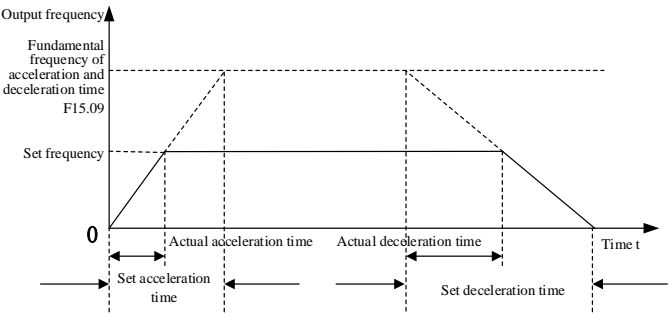 Output frequency
Fundamental
frequency of
acceleration and
deceleration time
F15.09
Set frequency
0
Actual acceleration time
Actual deceleration time
Time t
Set acceleration
time
Set deceleration time